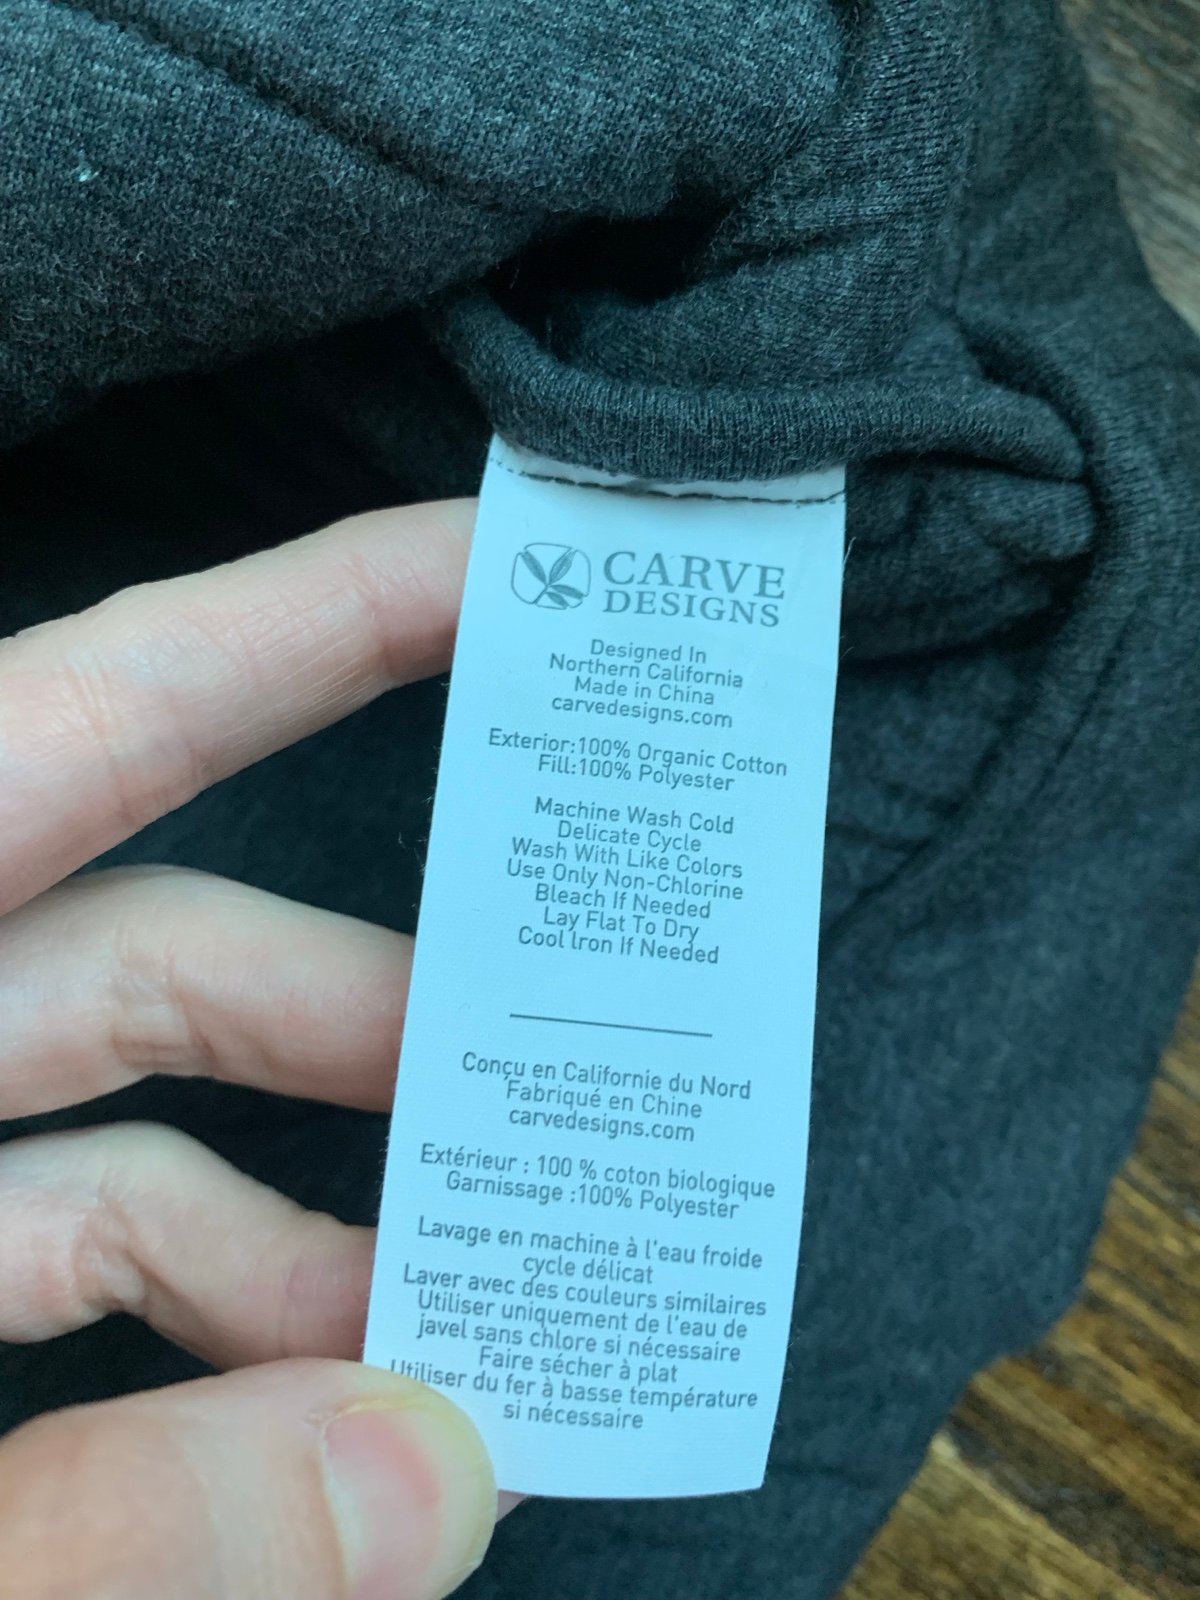 CARVE
DESIGNS
Designed In
Northern California
Made in China
carvedesigns.com
Exterior:100% Organic Cotton
Fill:100% Polyester
Machine Wash Cold
Delicate Cycle
Wash With Like Colors
Use Only Non-Chlorine
Bleach If Needed
Lay Flat To Dry
Cool Iron If Needed
Conçu en Californie du Nord
Fabriqué en Chine
carvedesigns.com
Extérieur : 100 % coton biologique
Garnissage :100% Polyester
Lavage en machine à l'eau froide
cycle délicat
Laver avec des couleurs similaires
Utiliser uniquement de l'eau de
javel sans chlore si nécessaire
Faire sécher à plat
Utiliser du fer à basse température
si nécessaire